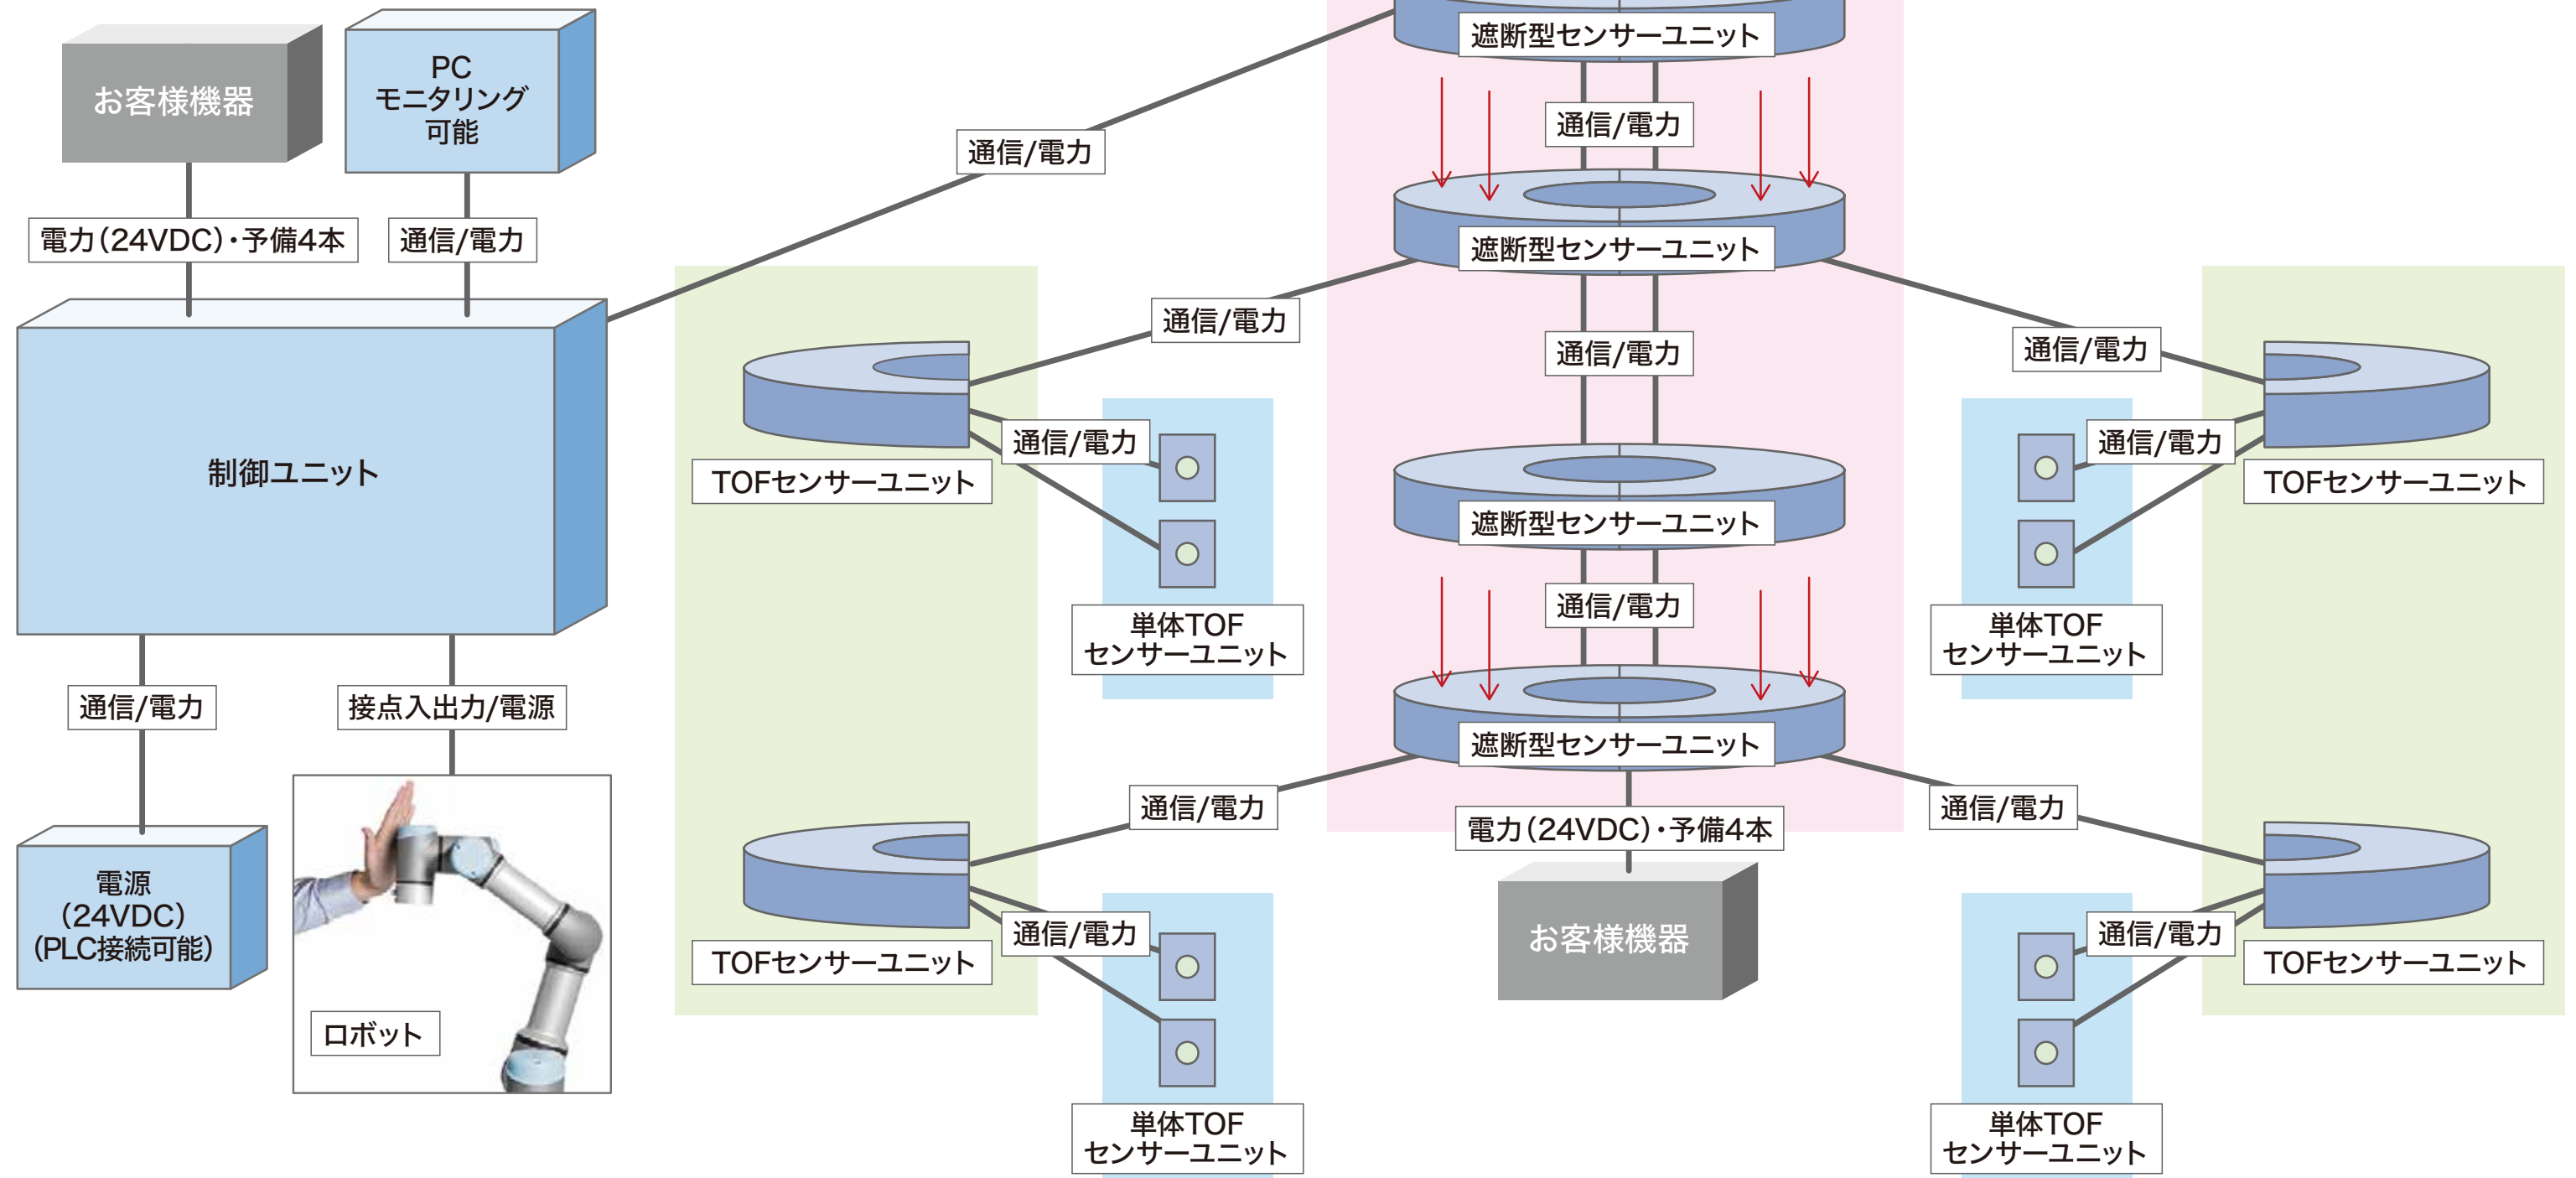 お客様機器
PC
モニタリング
可能
電力(24VDC)・予備4本
通信/電力
制御ユニット
通信/電力
接点入出力/電源
電源
(24VDC)
(PLC接続可能)
ロボット
通信/電力
遮断型センサーユニット
通信/電力
遮断型センサーユニット
通信/電力
通信/電力
通信/電力
TOFセンサーユニット
通信/電力
単体TOF
センサーユニット
遮断型センサーユニット
通信/電力
通信/電力
TOFセンサーユニット
単体TOF
センサーユニット
遮断型センサーユニット
通信/電力
通信/電力
電力(24VDC)・予備4本
お客様機器
TOFセンサーユニット
通信/電力
単体TOF
センサーユニット
通信/電力
TOFセンサーユニット
単体TOF
センサーユニット